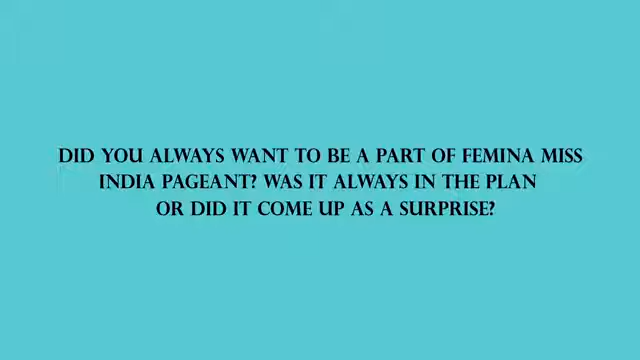 DID YOU ALWAYS WANT TO BE A PART OF FEMINA MISS
INDIA PAGEANT? WAS IT ALWAYS IN THE PLAN
OR DID IT COME UP AS A SURPRISE?